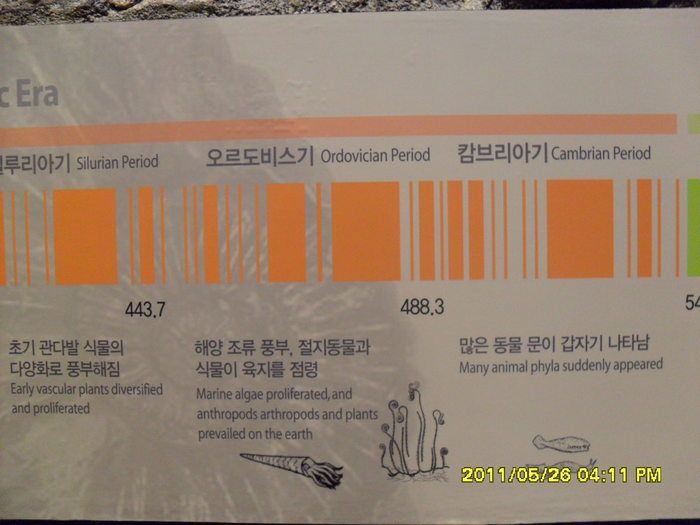 c Era
루리아기 Silurian Period
오르도비스기 Ordovician Period
캄브리아기 Cambrian Period
443.7
488.3
54
초기 관다발 식물의
다양화로 풍부해짐
Early vascular plants diversified
and proliferated
해양 조류 풍부, 절지동물과
식물이 육지를 점령
Marine algae proliferated, and
anthropods arthropods and plants
prevailed on the earth
많은 동물 문이 갑자기 나타남
Many animal phyla suddenly appeared
2011/05/26 04:11 PM